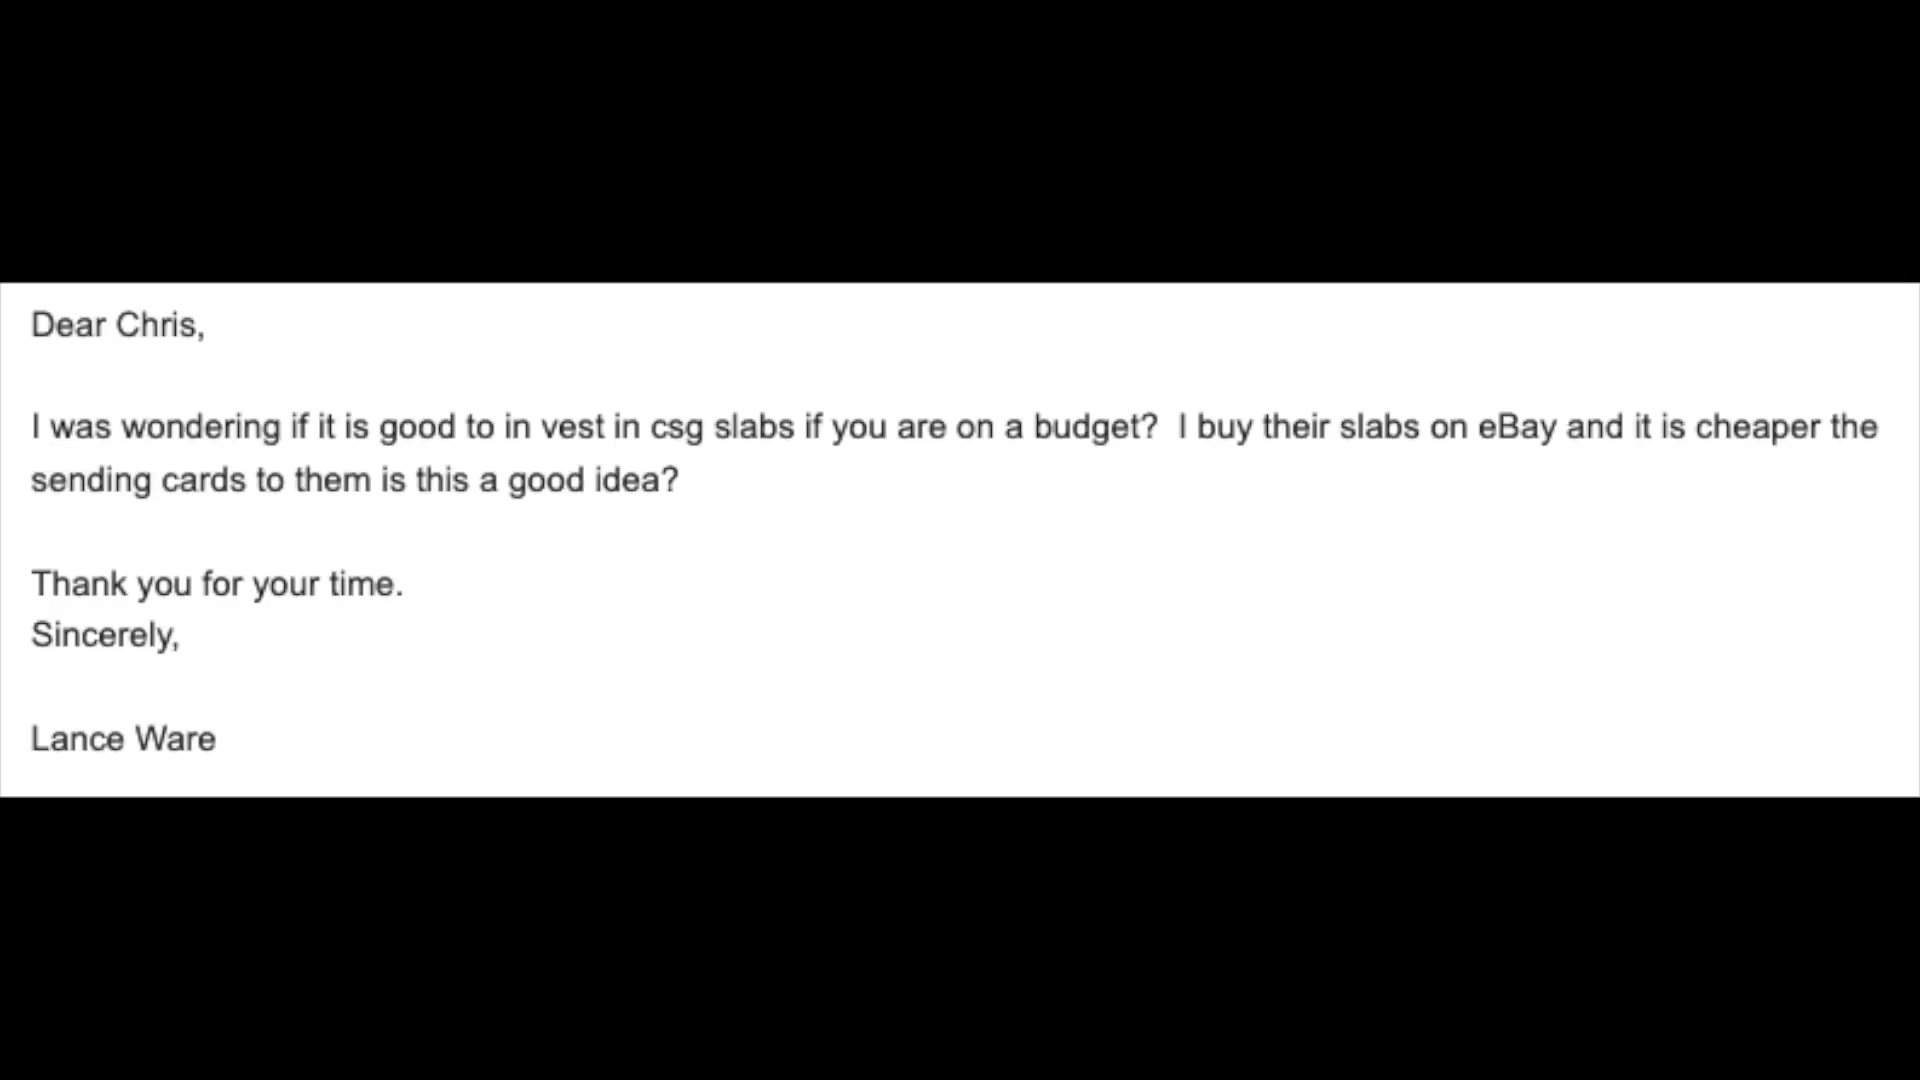 Dear Chris,
I was wondering if it is good to in vest in csg slabs if you are on a budget?  I buy their slabs on eBay and it is cheaper the
sending cards to them is this a good idea?
Thank you for your time.
Sincerely,
Lance Ware